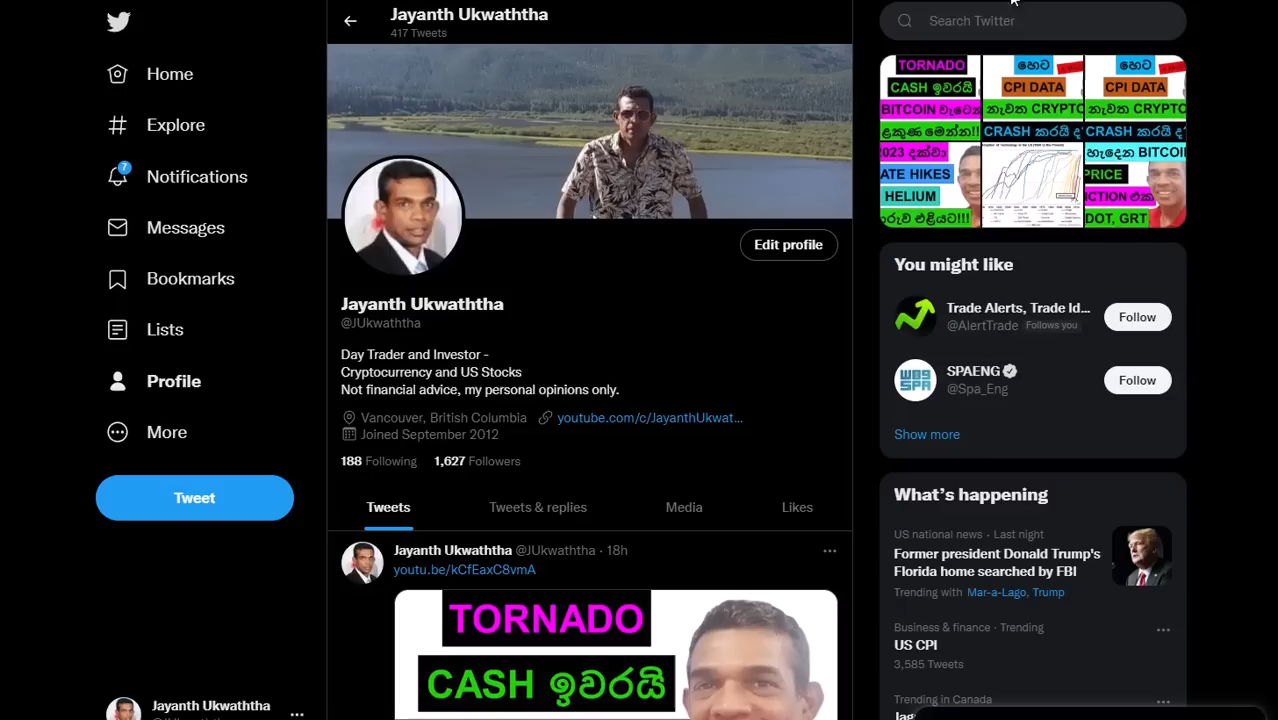 Home
Explore
7
Notifications
Messages
Bookmarks
Lists
Profile
More
Tweet
Jayanth Ukwaththa
Jayanth Ukwaththa
417 Tweets
Edit profile
Jayanth Ukwaththa
@JUkwaththa
Day Trader and Investor -
Cryptocurrency and US Stocks
Not financial advice, my personal opinions only.
Vancouver, British Columbia youtube.com/c/JayanthUkwat...
Joined September 2012
188 Following 1,627 Followers
Tweets Tweets & replies Media Likes
Jayanth Ukwaththa @JUkwaththa · 18h
youtu.be/kCfEaxC8vmA
TORNADO
CASH ඉවරයි
Search Twitter
TORNADO
CASH ඉවරයි
BITCOIN වැටෙන
ළකුණ මෙන්න!!
හෙට
CPI DATA
නැවත CRYPTO
CRASH කරයි ද
හෙට
CPI DATA
නැවත CRYPTO
CRASH කරයි ද?
2023 දක්වා
ATE HIKES
HELIUM
එළියට!!!
හැදෙන BITCOIN
PRICE
ICTION එක
DOT, GRT
You might like
Trade Alerts, Trade Id...
@AlertTrade Follows you
Follow
SPAENG
@Spa_Eng
Follow
Show more
What's happening
US national news · Last night
Former president Donald Trump's
Florida home searched by FBI
Trending with Mar-a-Lago, Trump
Business & finance · Trending
US CPI
3,585 Tweets
Trending in Canada